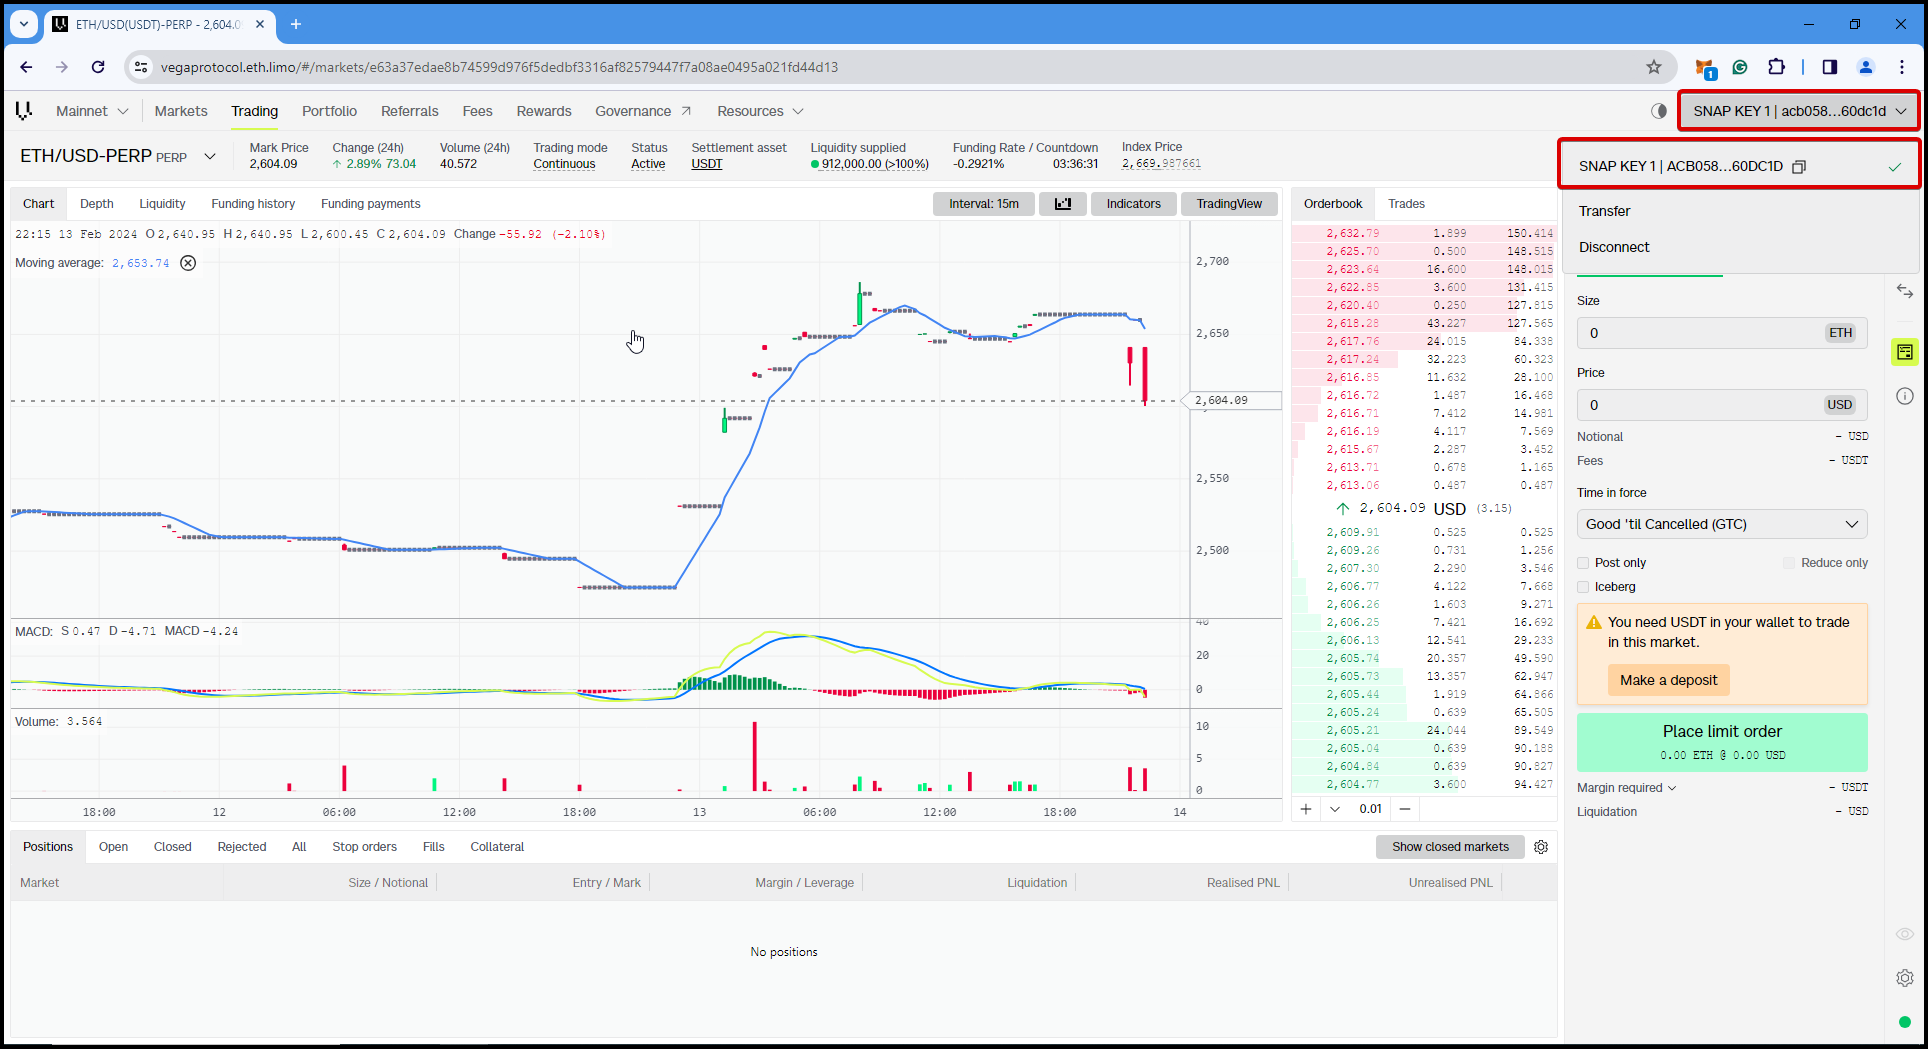 ETH/USD(USDT)-PERP - 2,604.0
vegaprotocol.eth.limo/#/markets/e63a37edae8b74599d976f5dedbf3316af82579447f7a08ae0495a021fd44d13
1
Mainnet Markets Trading Portfolio Referrals Fees Rewards Governance Resources
SNAP KEY 1 | acb058...60dc1d
ETH/USD-PERP PERP
Mark Price
2,604.09
Change (24h)
2.89% 73.04
Volume (24h)
40.572
Trading mode
Continuous
Status
Active
Settlement asset
USDT
Liquidity supplied
912,000.00 (>100%)
Funding Rate / Countdown
-0.2921% 03:36:31
Index Price
2,669.987661
SNAP KEY 1 | ACB058...60DC1D
Transfer
Disconnect
Chart Depth Liquidity Funding history Funding payments
Interval: 15m Indicators TradingView
22:15 13 Feb 2024 O 2,640.95 H 2,640.95 L 2,600.45 C 2,604.09 Change -55.92 (-2.10%)
Moving average: 2,653.74
2,700
2,650
2,604.09
2,550
2,500
MACD: S 0.47 D -4.71 MACD -4.24
40
20
0
Volume: 3.564
10
5
0
18:00 12 06:00 12:00 18:00 13 06:00 12:00 18:00 14
Orderbook Trades
2,632.79 1.899 150.414
2,625.70 0.500 148.515
2,623.64 16.600 148.015
2,622.85 3.600 131.415
2,620.40 0.250 127.815
2,618.28 43.227 127.565
2,617.76 24.015 84.338
2,617.24 32.223 60.323
2,616.85 11.632 28.100
2,616.72 1.487 16.468
2,616.71 7.412 14.981
2,616.19 4.117 7.569
2,615.67 2.287 3.452
2,613.71 0.678 1.165
2,613.06 0.487 0.487
2,604.09 USD (3.15)
2,609.91 0.525 0.525
2,609.26 0.731 1.256
2,607.30 2.290 3.546
2,606.77 4.122 7.668
2,606.26 1.603 9.271
2,606.25 7.421 16.692
2,606.13 12.541 29.233
2,605.74 20.357 49.590
2,605.73 13.357 62.947
2,605.44 1.919 64.866
2,605.24 0.639 65.505
2,605.21 24.044 89.549
2,605.04 0.639 90.188
2,604.84 0.639 90.827
2,604.77 3.600 94.427
0.01
Size
0 ETH
Price
0 USD
Notional - USD
Fees - USDT
Time in force
Good 'til Cancelled (GTC)
Post only Reduce only
Iceberg
You need USDT in your wallet to trade
in this market.
Make a deposit
Place limit order
0.00 ETH @ 0.00 USD
Margin required - USDT
Liquidation - USD
Positions Open Closed Rejected All Stop orders Fills Collateral
Show closed markets
Market Size / Notional Entry / Mark Margin / Leverage Liquidation Realised PNL Unrealised PNL
No positions